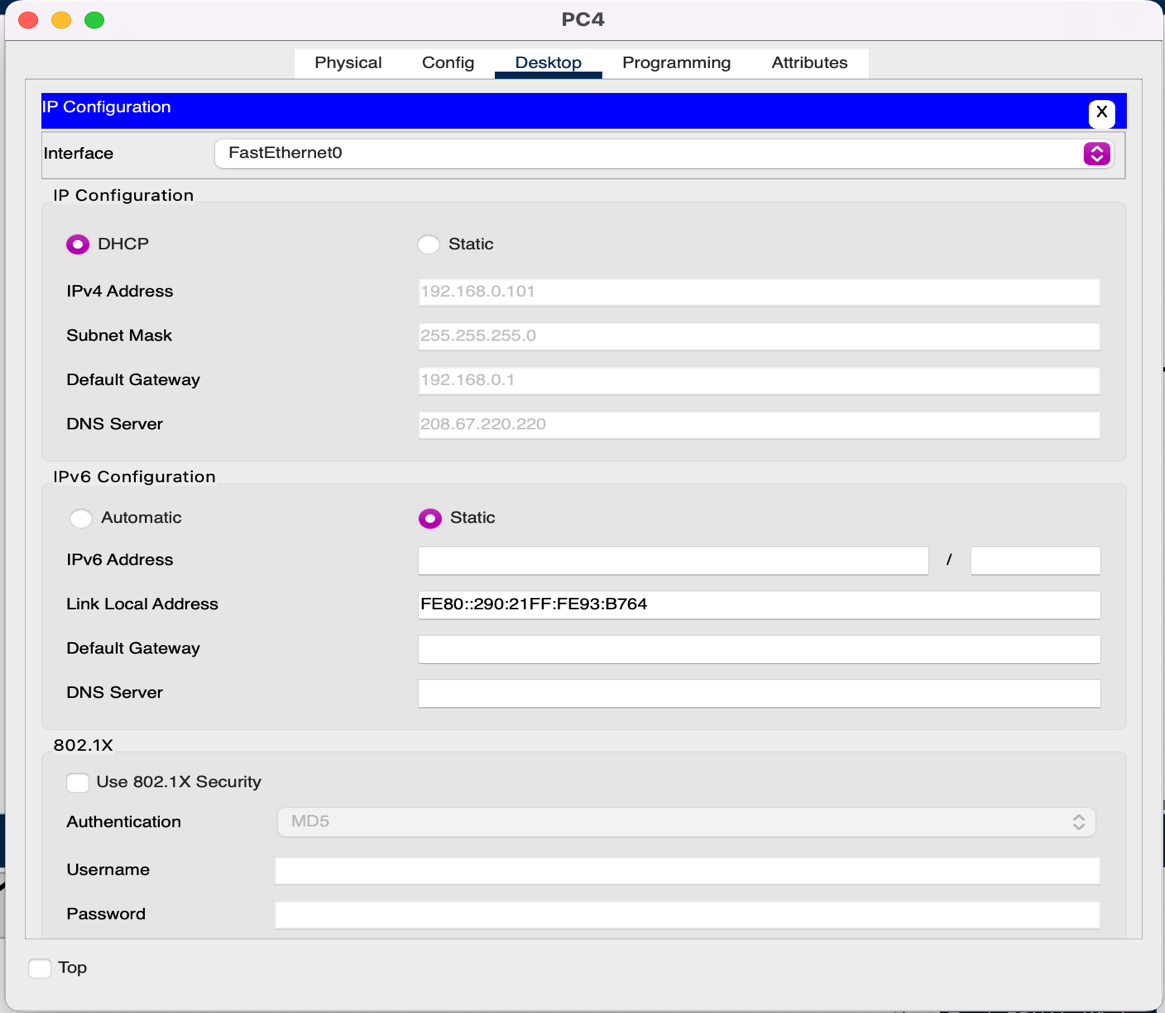 PC4
Physical Config Desktop Programming Attributes
IP Configuration X
Interface FastEthernet0
IP Configuration
DHCP Static
IPv4 Address 192.168.0.101
Subnet Mask 255.255.255.0
Default Gateway 192.168.0.1
DNS Server 208.67.220.220
IPv6 Configuration
Automatic Static
IPv6 Address /
Link Local Address FE80::290:21FF:FE93:B764
Default Gateway
DNS Server
802.1X
Use 802.1X Security
Authentication MD5
Username
Password
Top